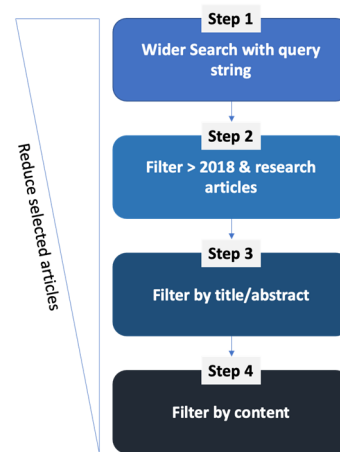 Step 1
Wider Search with query
string
Step 2
Filter > 2018 & research
articles
Step 3
Filter by title/abstract
Step 4
Filter by content
Reduce selected articles